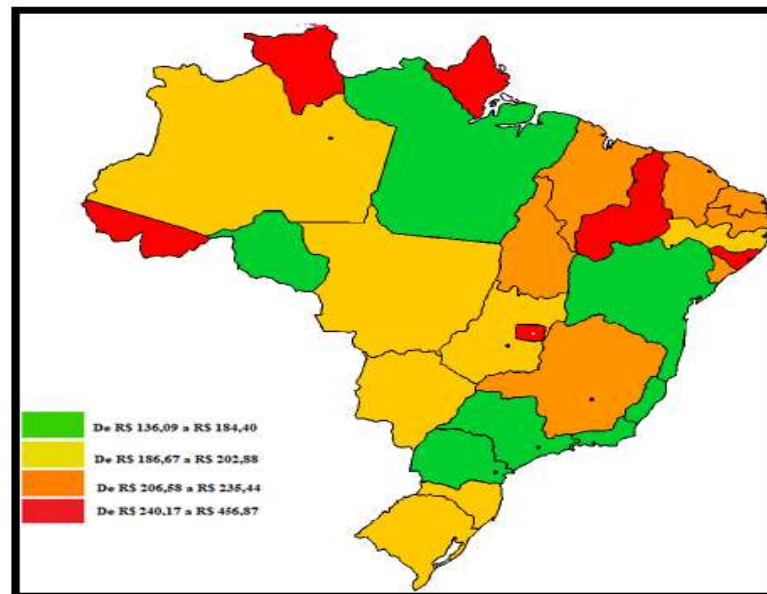 De R$ 136,09 a R$ 184,40
De R$ 186,67 a R$ 202,88
De R$ 206,58 a R$ 235,44
De R$ 240,17 a R$ 456,87